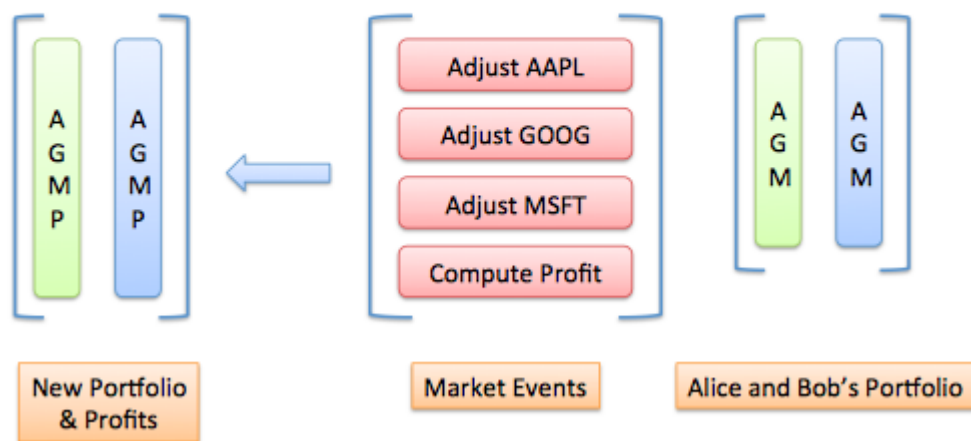 A
G
M
P
A
G
M
P
Adjust AAPL
Adjust GOOG
Adjust MSFT
Compute Profit
A
G
M
A
G
M
New Portfolio
& Profits
Market Events
Alice and Bob's Portfolio